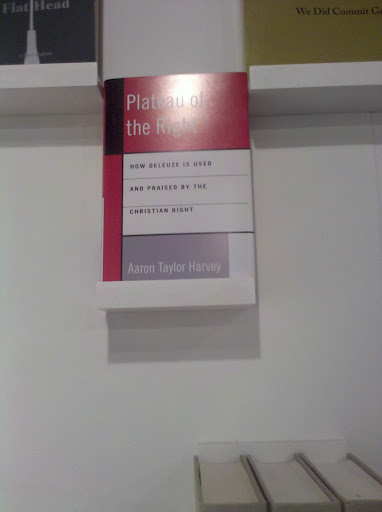 Flat Head
We Did Commit
Plateau of
the Right
HOW DELEUZE IS USED
AND PRAISED BY THE
CHRISTIAN RIGHT
Aaron Taylor Harvey